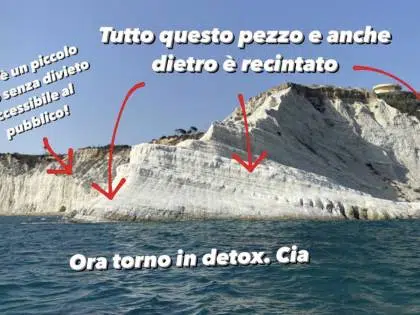 Tutto questo pezzo e anche
dietro è recintato
è un piccolo
senza divieto
ccessibile al
pubblico!
Ora torno in detox. Cia